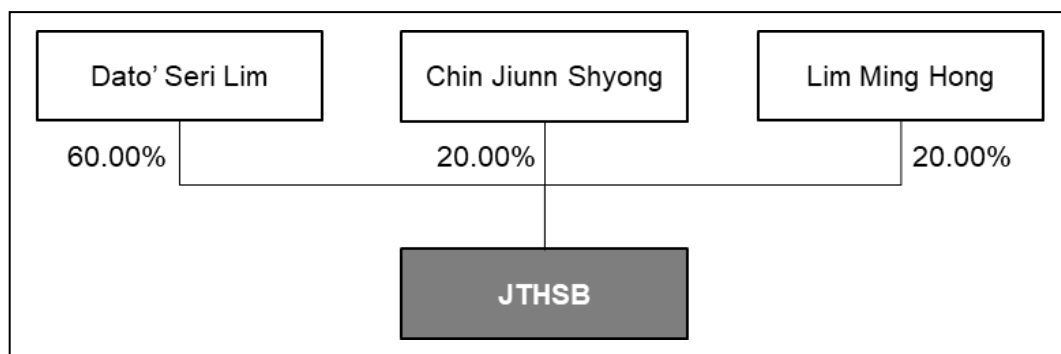 Dato’ Seri Lim
Chin Jiunn Shyong
Lim Ming Hong
60.00%
20.00%
20.00%
JTHSB